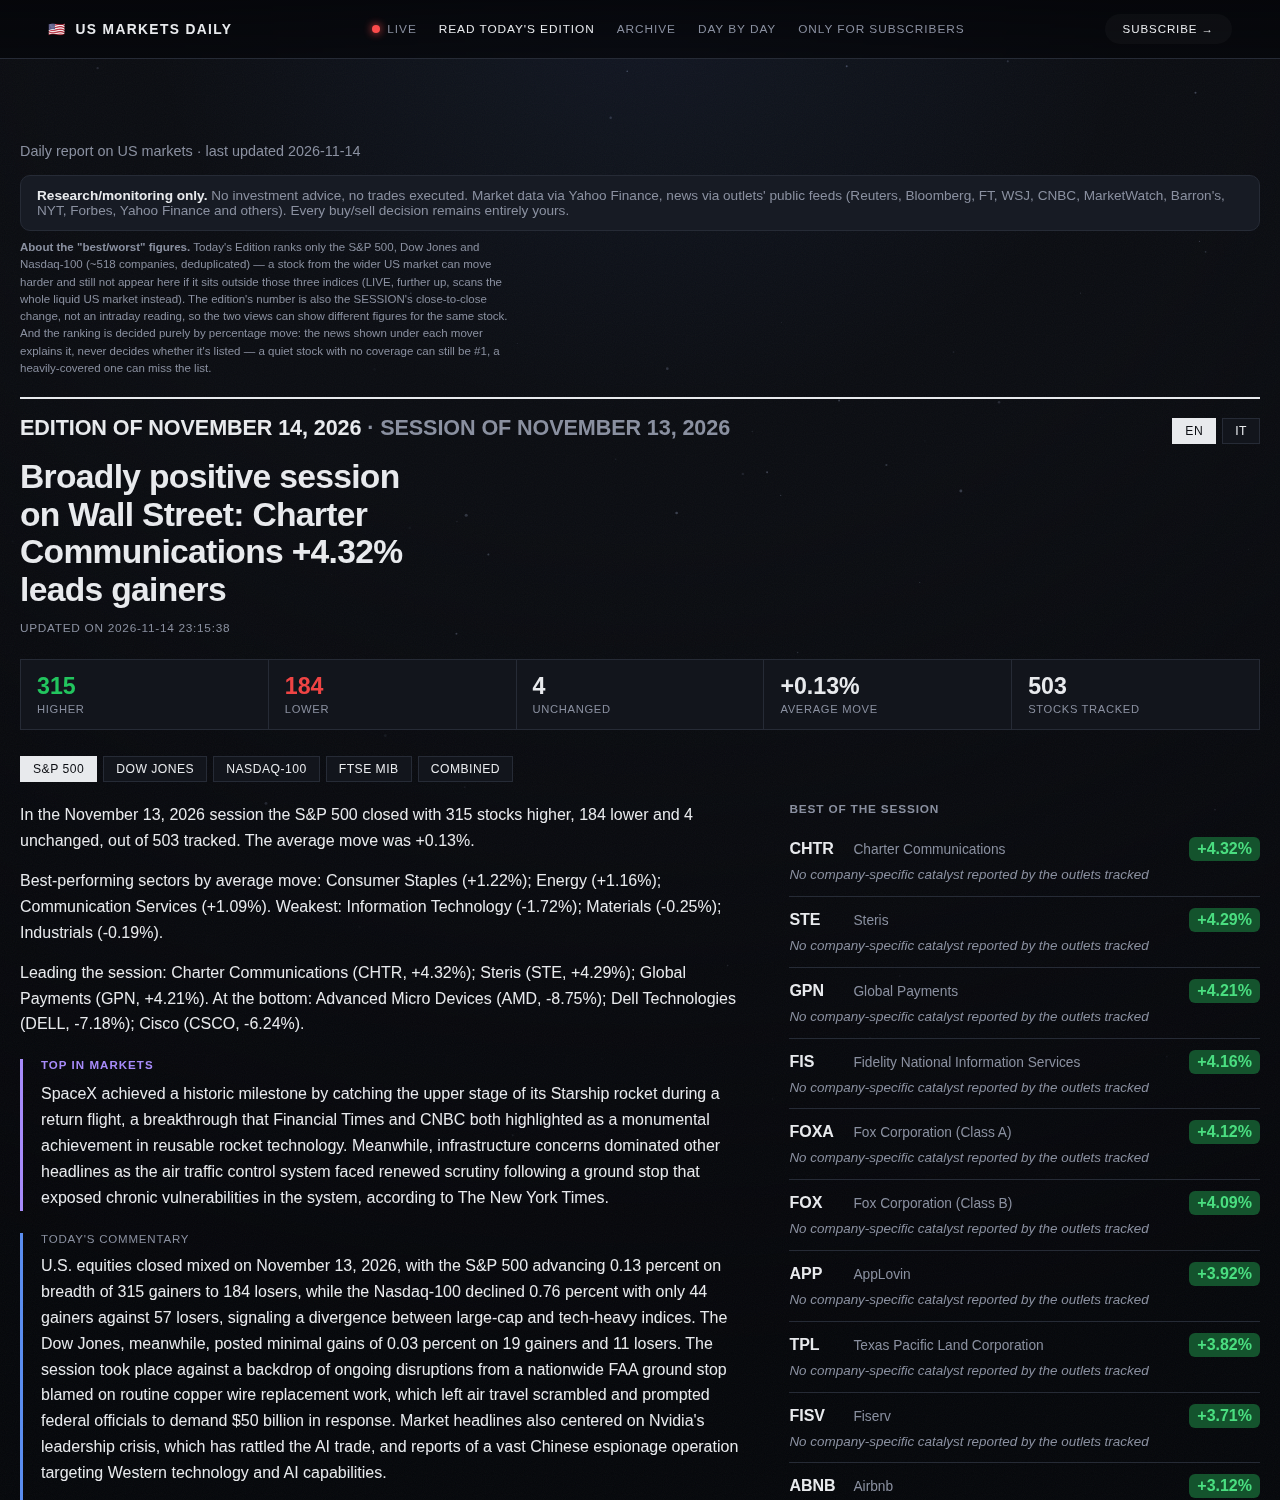 🇺🇸 US MARKETS DAILY
LIVE
READ TODAY'S EDITION
ARCHIVE
DAY BY DAY
ONLY FOR SUBSCRIBERS
SUBSCRIBE →
Daily report on US markets · last updated 2026-11-14
Research/monitoring only. No investment advice, no trades executed. Market data via Yahoo Finance, news via outlets' public feeds (Reuters, Bloomberg, FT, WSJ, CNBC, MarketWatch, Barron's,
NYT, Forbes, Yahoo Finance and others). Every buy/sell decision remains entirely yours.
About the "best/worst" figures. Today's Edition ranks only the S&P 500, Dow Jones and
Nasdaq-100 (~518 companies, deduplicated) — a stock from the wider US market can move
harder and still not appear here if it sits outside those three indices (LIVE, further up, scans the
whole liquid US market instead). The edition's number is also the SESSION's close-to-close
change, not an intraday reading, so the two views can show different figures for the same stock.
And the ranking is decided purely by percentage move: the news shown under each mover
explains it, never decides whether it's listed — a quiet stock with no coverage can still be #1, a
heavily-covered one can miss the list.
EDITION OF NOVEMBER 14, 2026 · SESSION OF NOVEMBER 13, 2026
EN
IT
Broadly positive session
on Wall Street: Charter
Communications +4.32%
leads gainers
UPDATED ON 2026-11-14 23:15:38
315
HIGHER
184
LOWER
4
UNCHANGED
+0.13%
AVERAGE MOVE
503
STOCKS TRACKED
S&P 500
DOW JONES
NASDAQ-100
FTSE MIB
COMBINED
In the November 13, 2026 session the S&P 500 closed with 315 stocks higher, 184 lower and 4
unchanged, out of 503 tracked. The average move was +0.13%.
Best-performing sectors by average move: Consumer Staples (+1.22%); Energy (+1.16%);
Communication Services (+1.09%). Weakest: Information Technology (-1.72%); Materials (-0.25%);
Industrials (-0.19%).
Leading the session: Charter Communications (CHTR, +4.32%); Steris (STE, +4.29%); Global
Payments (GPN, +4.21%). At the bottom: Advanced Micro Devices (AMD, -8.75%); Dell Technologies
(DELL, -7.18%); Cisco (CSCO, -6.24%).
TOP IN MARKETS
SpaceX achieved a historic milestone by catching the upper stage of its Starship rocket during a
return flight, a breakthrough that Financial Times and CNBC both highlighted as a monumental
achievement in reusable rocket technology. Meanwhile, infrastructure concerns dominated other
headlines as the air traffic control system faced renewed scrutiny following a ground stop that
exposed chronic vulnerabilities in the system, according to The New York Times.
TODAY'S COMMENTARY
U.S. equities closed mixed on November 13, 2026, with the S&P 500 advancing 0.13 percent on
breadth of 315 gainers to 184 losers, while the Nasdaq-100 declined 0.76 percent with only 44
gainers against 57 losers, signaling a divergence between large-cap and tech-heavy indices. The
Dow Jones, meanwhile, posted minimal gains of 0.03 percent on 19 gainers and 11 losers. The
session took place against a backdrop of ongoing disruptions from a nationwide FAA ground stop
blamed on routine copper wire replacement work, which left air travel scrambled and prompted
federal officials to demand $50 billion in response. Market headlines also centered on Nvidia's
leadership crisis, which has rattled the AI trade, and reports of a vast Chinese espionage operation
targeting Western technology and AI capabilities.
BEST OF THE SESSION
CHTR Charter Communications +4.32%
No company-specific catalyst reported by the outlets tracked
STE Steris +4.29%
No company-specific catalyst reported by the outlets tracked
GPN Global Payments +4.21%
No company-specific catalyst reported by the outlets tracked
FIS Fidelity National Information Services +4.16%
No company-specific catalyst reported by the outlets tracked
FOXA Fox Corporation (Class A) +4.12%
No company-specific catalyst reported by the outlets tracked
FOX Fox Corporation (Class B) +4.09%
No company-specific catalyst reported by the outlets tracked
APP AppLovin +3.92%
No company-specific catalyst reported by the outlets tracked
TPL Texas Pacific Land Corporation +3.82%
No company-specific catalyst reported by the outlets tracked
FISV Fiserv +3.71%
No company-specific catalyst reported by the outlets tracked
ABNB Airbnb +3.12%